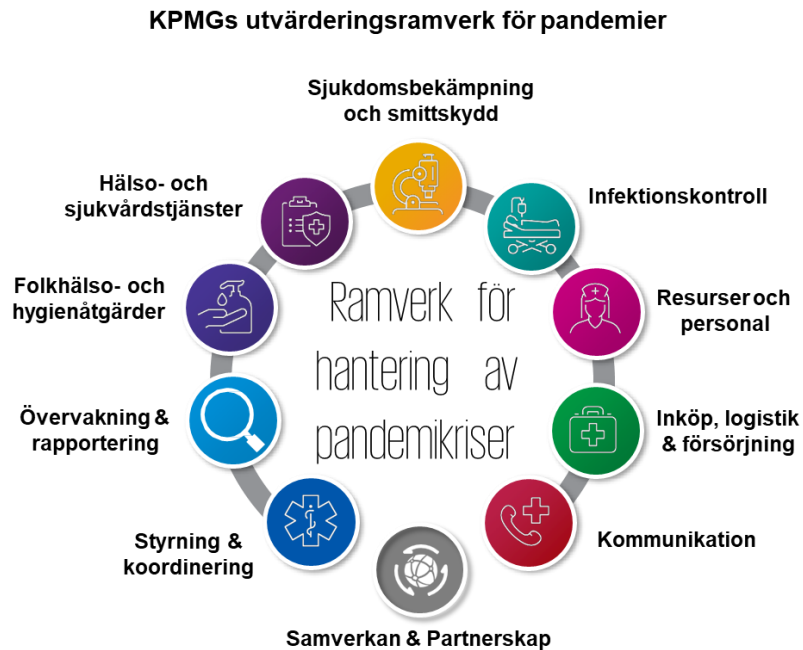 KPMGs utvärderingsramverk för pandemier
Sjukdomsbekämpning
och smittskydd
Hälso- och
sjukvårdstjänster
Infektionskontroll
Folkhälso- och
hygienåtgärder
Resurser och
personal
Ramverk för
hantering av
pandemikriser
Övervakning &
rapportering
Inköp, logistik
& försörjning
Styrning &
koordinering
Kommunikation
Samverkan & Partnerskap